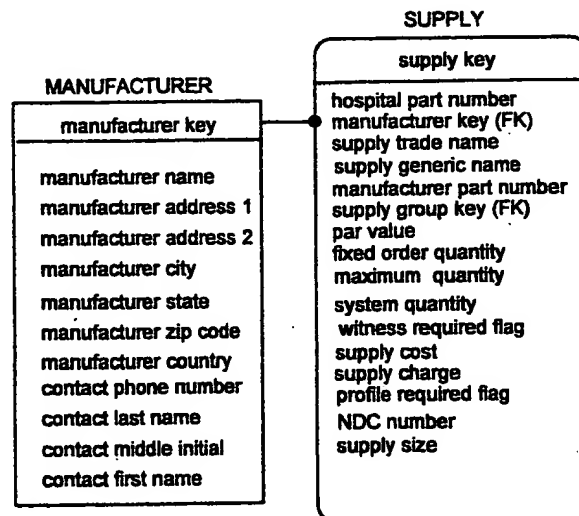 MANUFACTURER
manufacturer key
manufacturer name
manufacturer address 1
manufacturer address 2
manufacturer city
manufacturer state
manufacturer zip code
manufacturer country
contact phone number
contact last name
contact middle initial
contact first name
SUPPLY
supply key
hospital part number
manufacturer key (FK)
supply trade name
supply generic name
manufacturer part number
supply group key (FK)
par value
fixed order quantity
maximum quantity
system quantity
witness required flag
supply cost
supply charge
profile required flag
NDC number
supply size